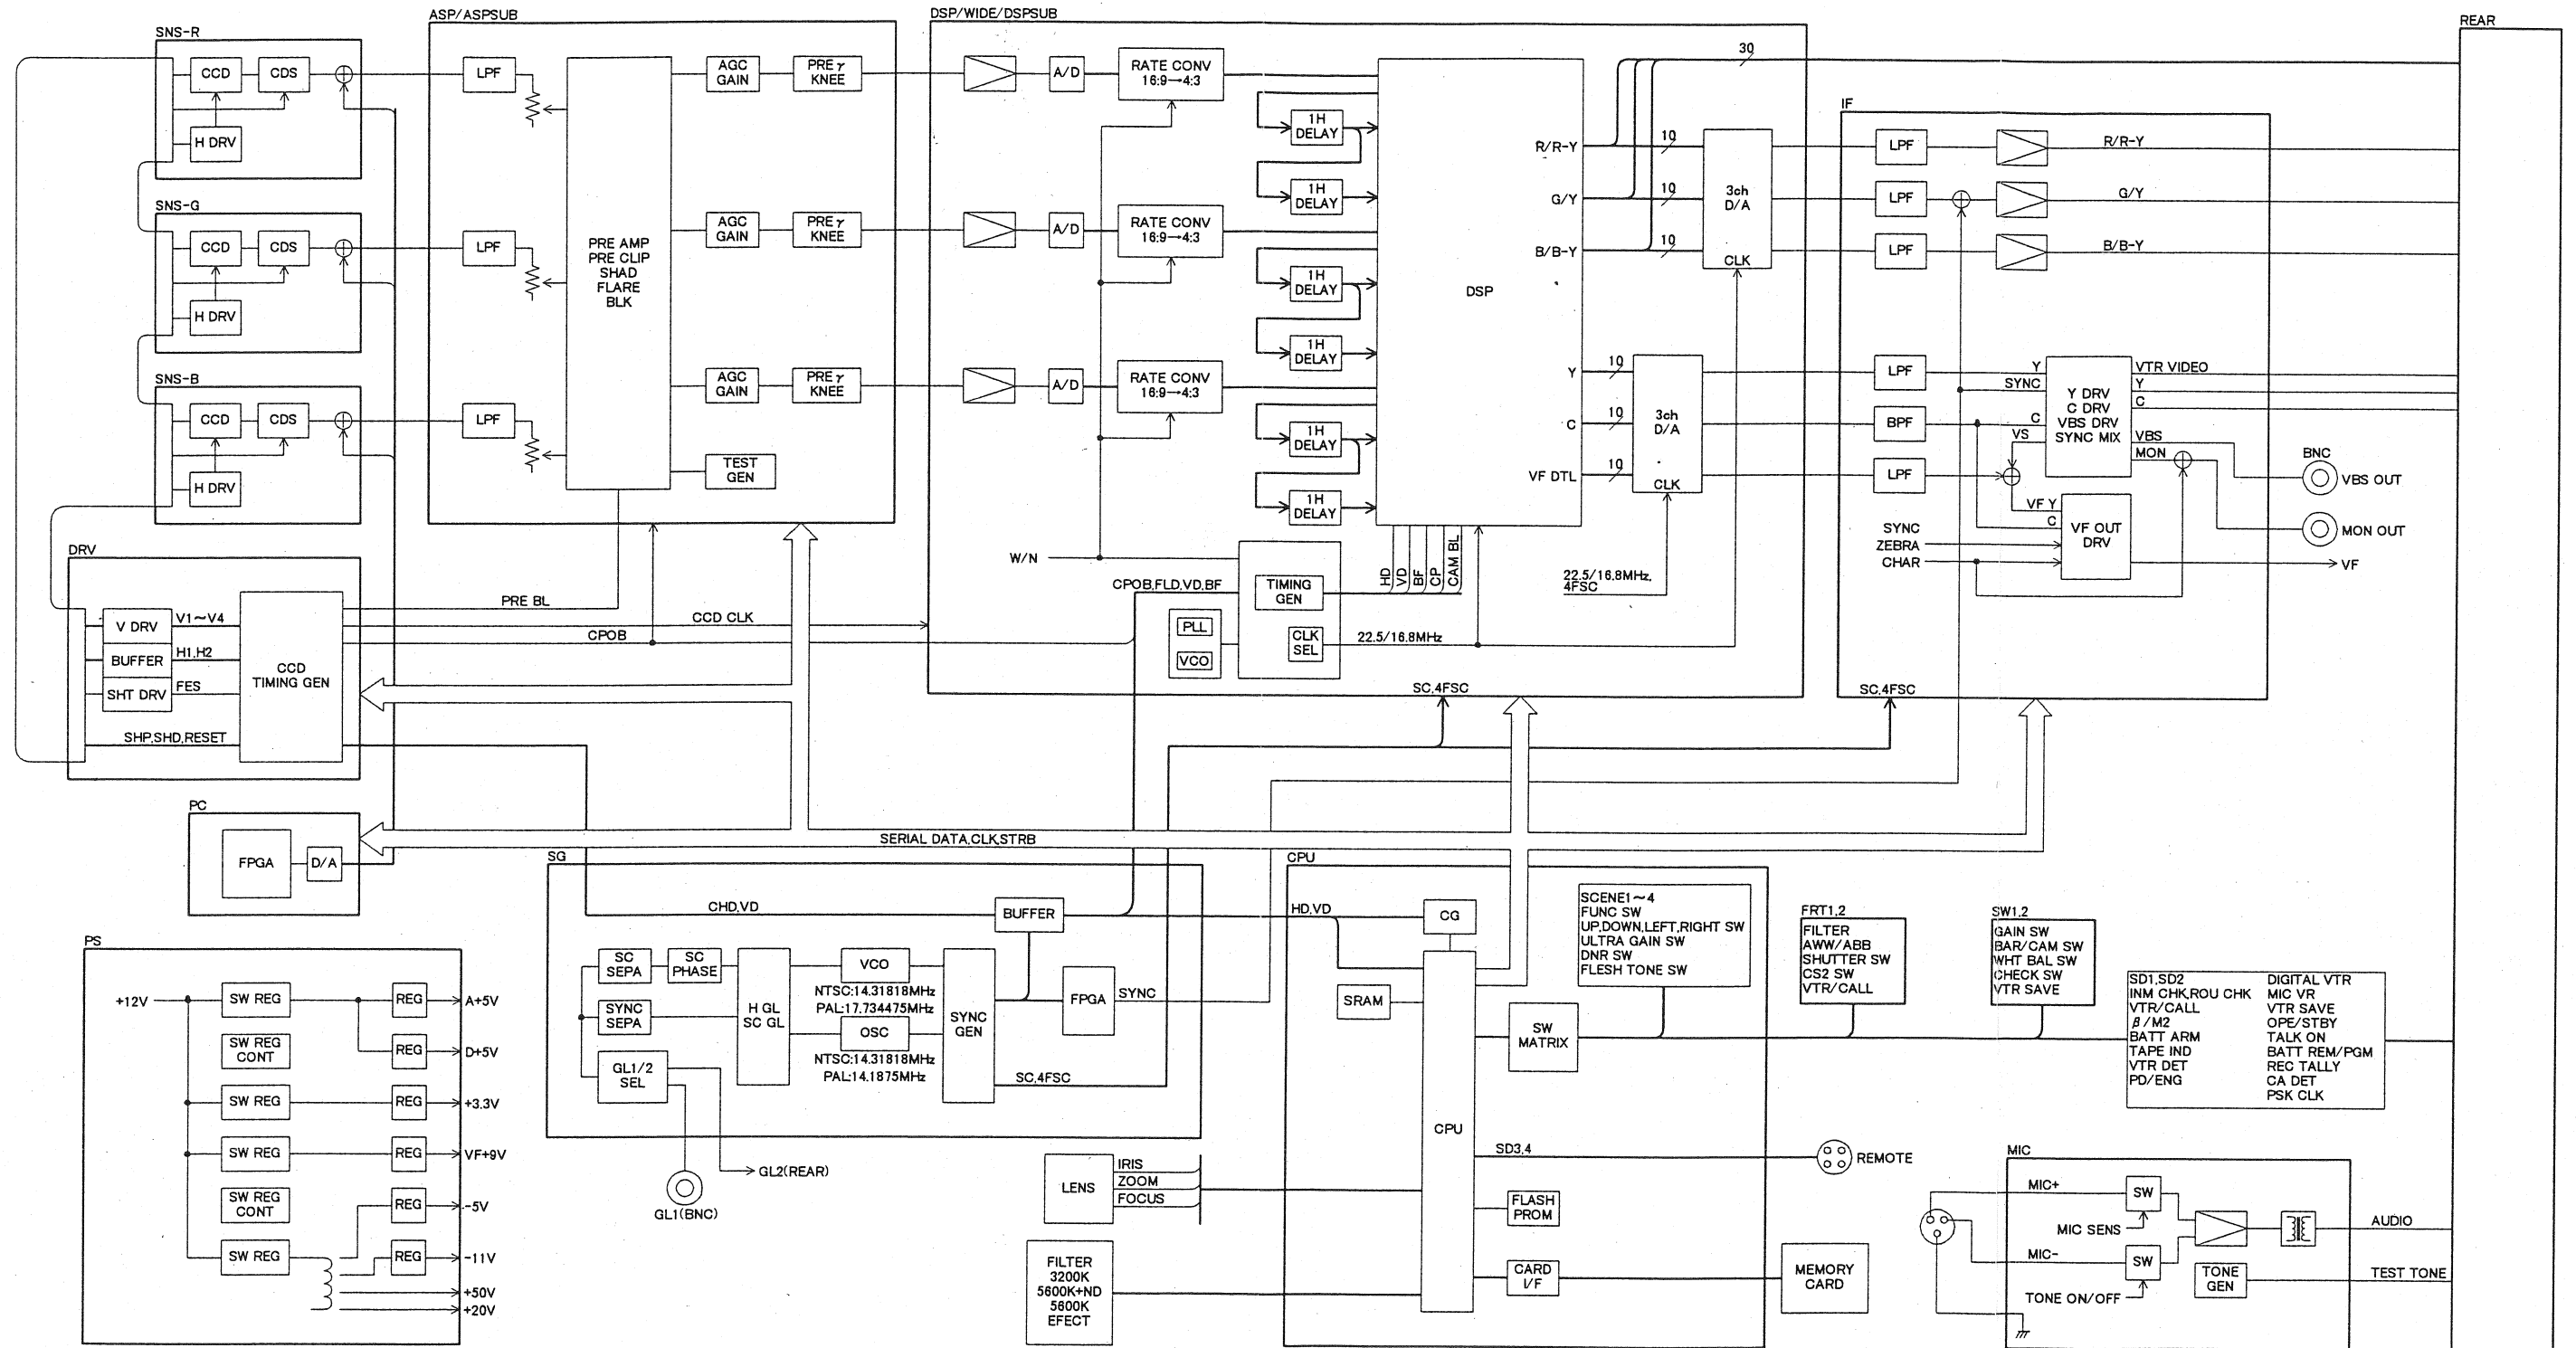 SNS-R
CCD
CDS
H DRV
SNS-G
CCD
CDS
H DRV
SNS-B
CCD
CDS
H DRV
DRV
V DRV
V1~V4
BUFFER
H1,H2
SHT DRV
FES
SHP,SHD,RESET
CCD
TIMING GEN
PRE BL
CCD CLK
CPOB
PC
FPGA
D/A
SERIAL DATA,CLK,STRB
ASP/ASPSUB
LPF
LPF
LPF
PRE AMP
PRE CLIP
SHAD
FLARE
BLK
AGC
GAIN
PRE γ
KNEE
AGC
GAIN
PRE γ
KNEE
AGC
GAIN
PRE γ
KNEE
TEST
GEN
DSP/WIDE/DSPSUB
A/D
RATE CONV
16:9→4:3
A/D
RATE CONV
16:9→4:3
A/D
RATE CONV
16:9→4:3
1H
DELAY
1H
DELAY
1H
DELAY
1H
DELAY
1H
DELAY
1H
DELAY
DSP
R/R-Y
G/Y
B/B-Y
Y
C
VF DTL
30
10
10
10
10
10
10
3ch
D/A
CLK
3ch
D/A
CLK
W/N
CPOB,FLD,VD,BF
TIMING
GEN
PLL
VCO
CLK
SEL
HD
VD
BF
CP
CAM BL
22.5/16.8MHz
22.5/16.8MHz,
4FSC
SC,4FSC
IF
LPF
R/R-Y
LPF
G/Y
LPF
B/B-Y
LPF
BPF
LPF
Y
SYNC
C
VS
Y DRV
C DRV
VBS DRV
SYNC MIX
VTR VIDEO
Y
C
VBS
MON
VF Y
C
SYNC
ZEBRA
CHAR
VF OUT
DRV
SC,4FSC
BNC
VBS OUT
MON OUT
VF
REAR
PS
+12V
SW REG
REG
A+5V
SW REG
CONT
REG
D+5V
SW REG
REG
+3.3V
SW REG
REG
VF+9V
SW REG
CONT
REG
-5V
SW REG
REG
-11V
+50V
+20V
SG
CHD,VD
BUFFER
SC
SEPA
SC
PHASE
SYNC
SEPA
GL1/2
SEL
H GL
SC GL
VCO
NTSC:14.31818MHz
PAL:17.734475MHz
OSC
NTSC:14.31818MHz
PAL:14.1875MHz
SYNC
GEN
FPGA
SYNC
SC,4FSC
GL1(BNC)
GL2(REAR)
CPU
HD,VD
CG
SRAM
CPU
SW
MATRIX
SCENE1~4
FUNC SW
UP,DOWN,LEFT,RIGHT SW
ULTRA GAIN SW
DNR SW
FLESH TONE SW
SD3,4
FLASH
PROM
CARD
I/F
LENS
IRIS
ZOOM
FOCUS
FILTER
3200K
5600K+ND
5600K
EFECT
FRT1,2
FILTER
AWW/ABB
SHUTTER SW
CS2 SW
VTR/CALL
SW1,2
GAIN SW
BAR/CAM SW
WHT BAL SW
CHECK SW
VTR SAVE
SD1,SD2
INM CHK,ROU CHK
VTR/CALL
β/M2
BATT ARM
TAPE IND
VTR DET
PD/ENG
DIGITAL VTR
MIC VR
VTR SAVE
OPE/STBY
TALK ON
BATT REM/PGM
REC TALLY
CA DET
PSK CLK
REMOTE
MEMORY
CARD
MIC
MIC+
SW
MIC SENS
MIC-
SW
TONE ON/OFF
TONE
GEN
AUDIO
TEST TONE